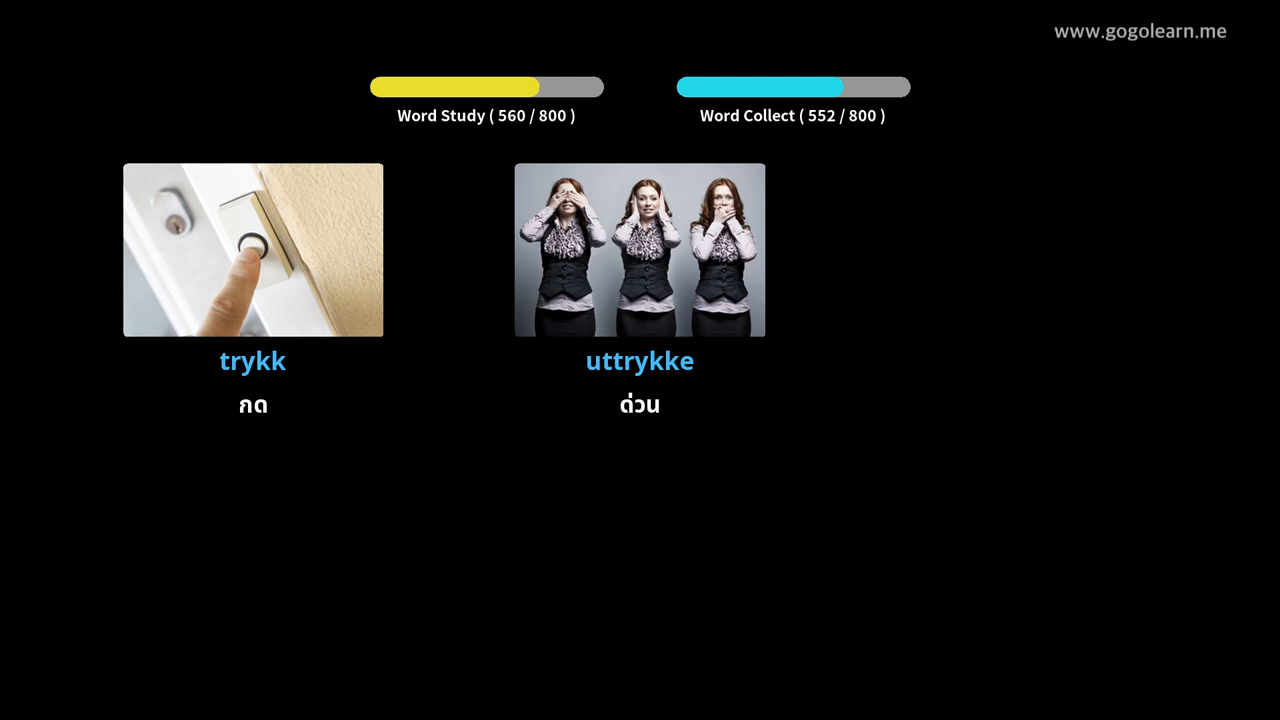 www.gogolearn.me
Word Study ( 560 / 800 )
Word Collect ( 552 / 800 )
trykk
กด
uttrykke
ด่วน